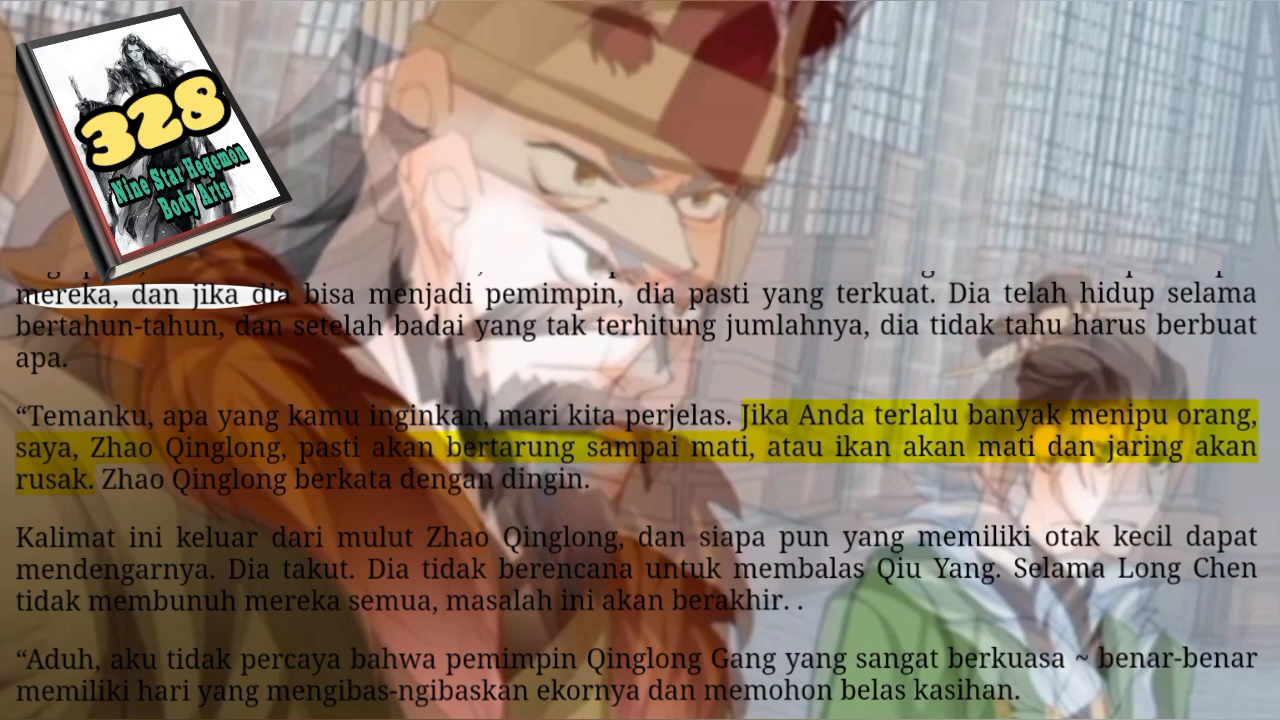 328
Nine Star Hegemon
Body Arts
mereka, dan jika dia bisa menjadi pemimpin, dia pasti yang terkuat. Dia telah hidup selama
bertahun-tahun, dan setelah badai yang tak terhitung jumlahnya, dia tidak tahu harus berbuat
apa.
“Temanku, apa yang kamu inginkan, mari kita perjelas. Jika Anda terlalu banyak menipu orang,
saya, Zhao Qinglong, pasti akan bertarung sampai mati, atau ikan akan mati dan jaring akan
rusak. Zhao Qinglong berkata dengan dingin.
Kalimat ini keluar dari mulut Zhao Qinglong, dan siapa pun yang memiliki otak kecil dapat
mendengarnya. Dia takut. Dia tidak berencana untuk membalas Qiu Yang. Selama Long Chen
tidak membunuh mereka semua, masalah ini akan berakhir. .
“Aduh, aku tidak percaya bahwa pemimpin Qinglong Gang yang sangat berkuasa ~ benar-benar
memiliki hari yang mengibas-ngibaskan ekornya dan memohon belas kasihan.